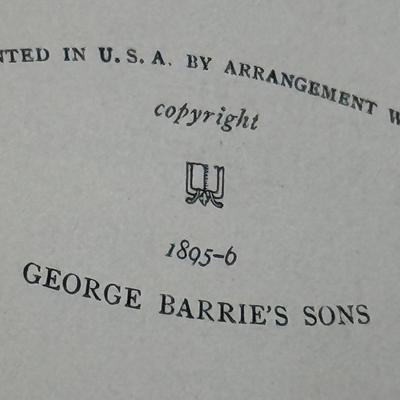 NTED IN U.S.A. BY ARRANGEMENT W
copyright
1895-6
GEORGE BARRIE'S SONS